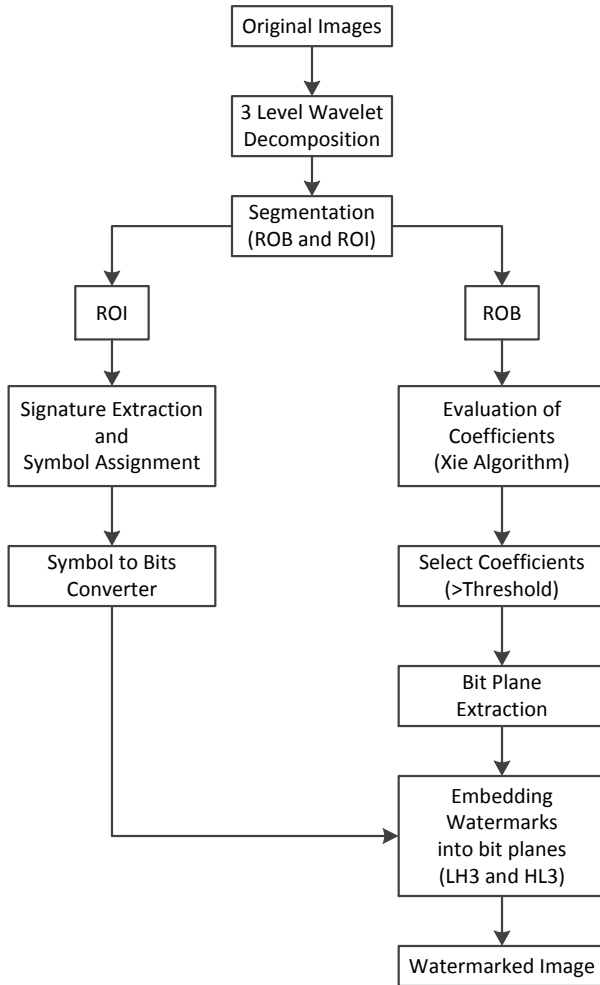 Original Images
3 Level Wavelet
Decomposition
Segmentation
(ROB and ROI)
ROI
ROB
Signature Extraction
and
Symbol Assignment
Evaluation of
Coefficients
(Xie Algorithm)
Symbol to Bits
Converter
Select Coefficients
(>Threshold)
Bit Plane
Extraction
Embedding
Watermarks
into bit planes
(LH3 and HL3)
Watermarked Image